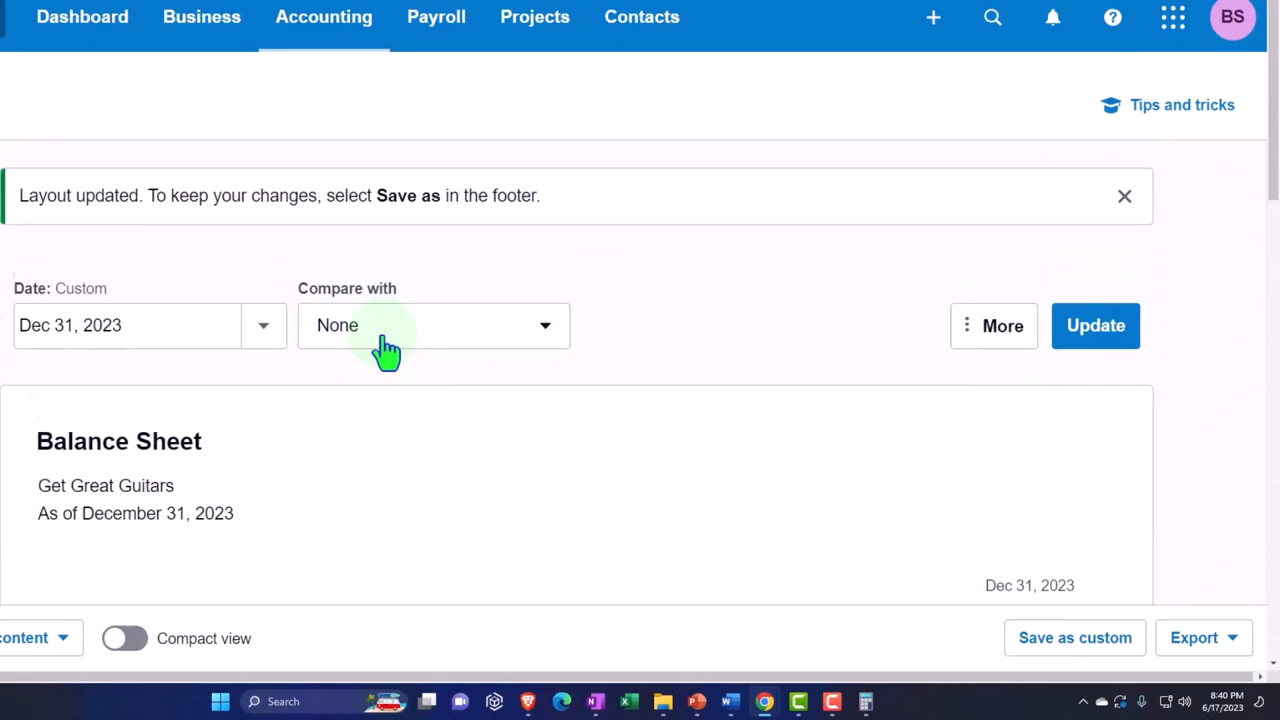 Dashboard Business Accounting Payroll Projects Contacts BS
Tips and tricks
Layout updated. To keep your changes, select Save as in the footer.
Date: Custom Compare with
Dec 31, 2023 None More Update
Balance Sheet
Get Great Guitars
As of December 31, 2023
Dec 31, 2023
content Compact view Save as custom Export
Search 8:40 PM
6/17/2023